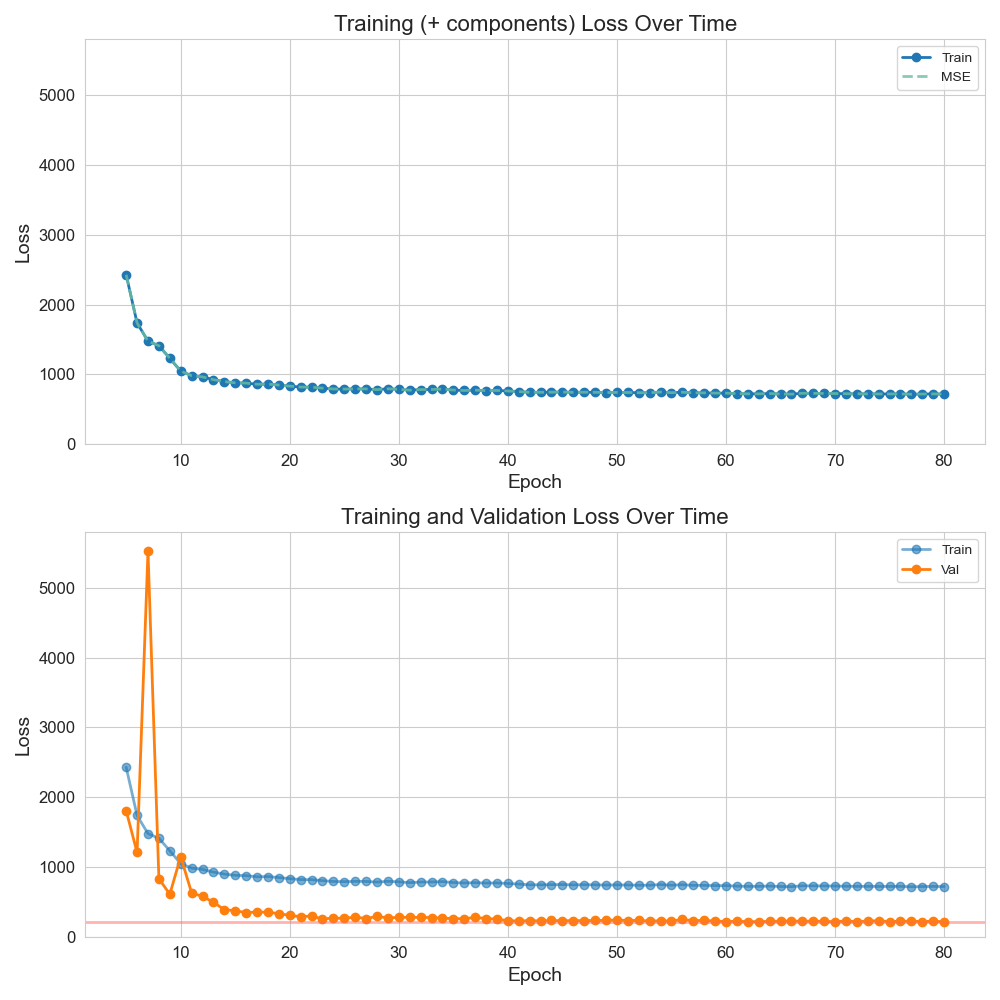 Training (+ components) Loss Over Time
Train
MSE
5000
4000
3000
2000
1000
0
Loss
10 20 30 40 50 60 70 80
Epoch
Training and Validation Loss Over Time
Train
Val
5000
4000
3000
2000
1000
0
Loss
10 20 30 40 50 60 70 80
Epoch